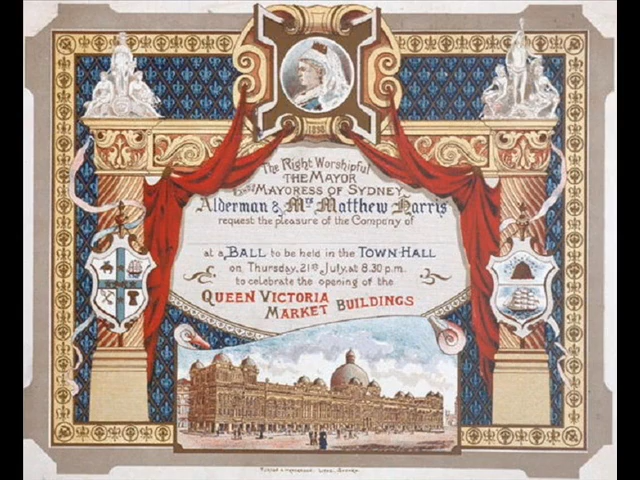 1898
The Right Worshipful
THE MAYOR
AND MAYORESS OF SYDNEY
Alderman & Mrs Matthew Harris
request the pleasure of the Company of
at a BALL to be held in the TOWN-HALL
on Thursday, 21st July, at 8.30 p.m.
to celebrate the opening of the
QUEEN VICTORIA
MARKET BUILDINGS